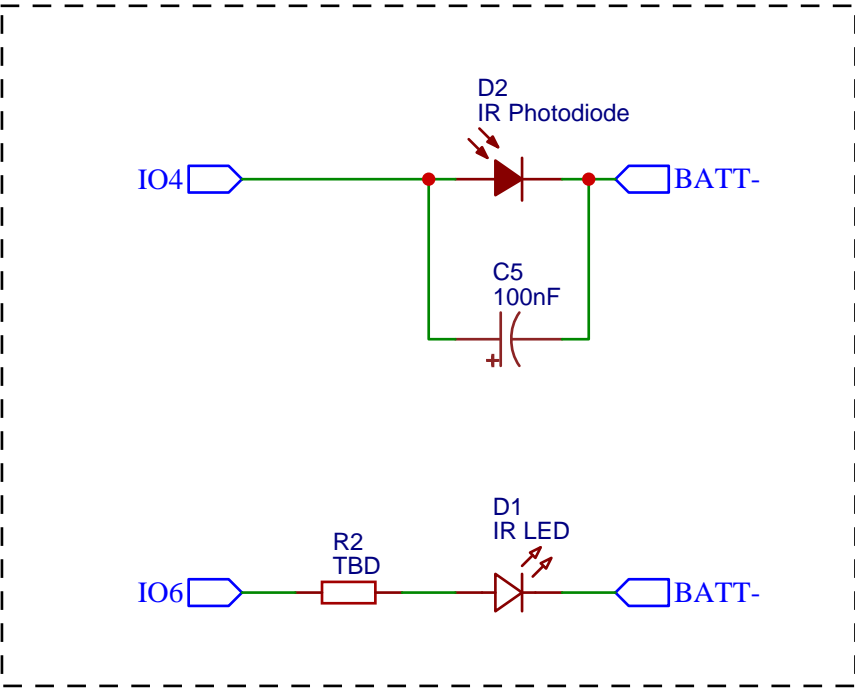 D2
IR Photodiode
IO4
BATT-
C5
100nF
+
D1
IR LED
R2
TBD
IO6
BATT-